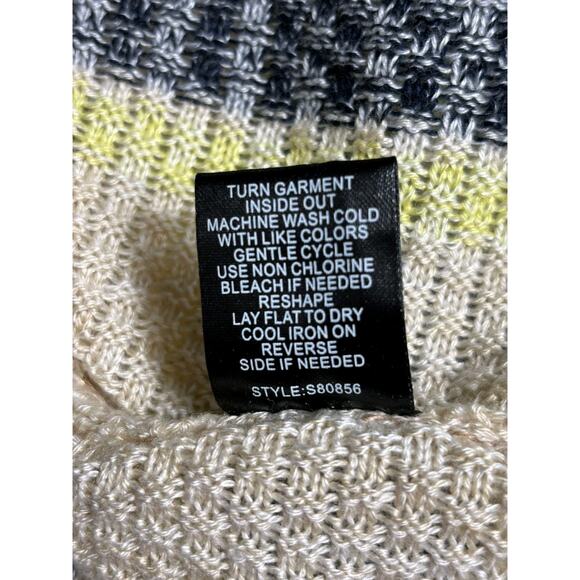 TURN GARMENT
INSIDE OUT
MACHINE WASH COLD
WITH LIKE COLORS
GENTLE CYCLE
USE NON CHLORINE
BLEACH IF NEEDED
RESHAPE
LAY FLAT TO DRY
COOL IRON ON
REVERSE
SIDE IF NEEDED
STYLE:S80856